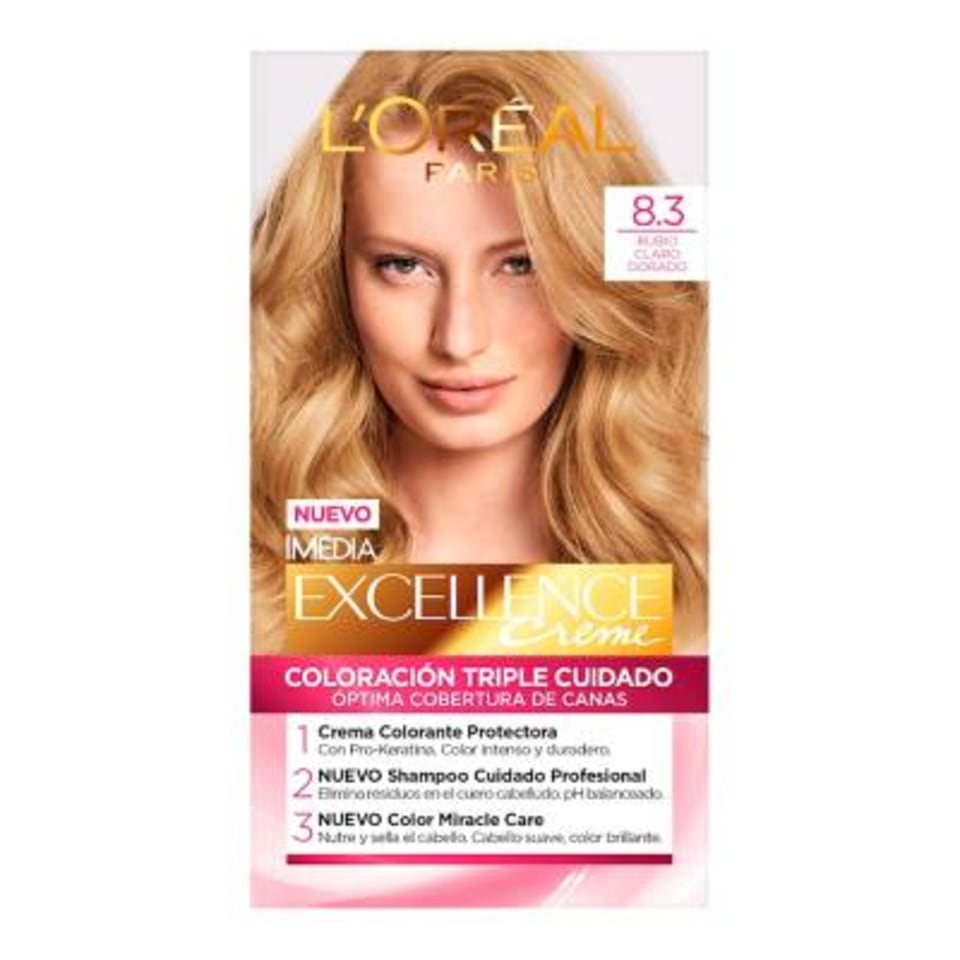 L'ORÉAL
PARIS
8.3
RUBIO
CLARO
DORADO
NUEVO
IMÉDIA
EXCELLENCE
Creme
COLORACIÓN TRIPLE CUIDADO
ÓPTIMA COBERTURA DE CANAS
1 Crema Colorante Protectora
Con Pro-Keratina. Color intenso y duradero.
2 NUEVO Shampoo Cuidado Profesional
Elimina residuos en el cuero cabelludo. pH balanceado.
3 NUEVO Color Miracle Care
Nutre y sella el cabello. Cabello suave, color brillante.